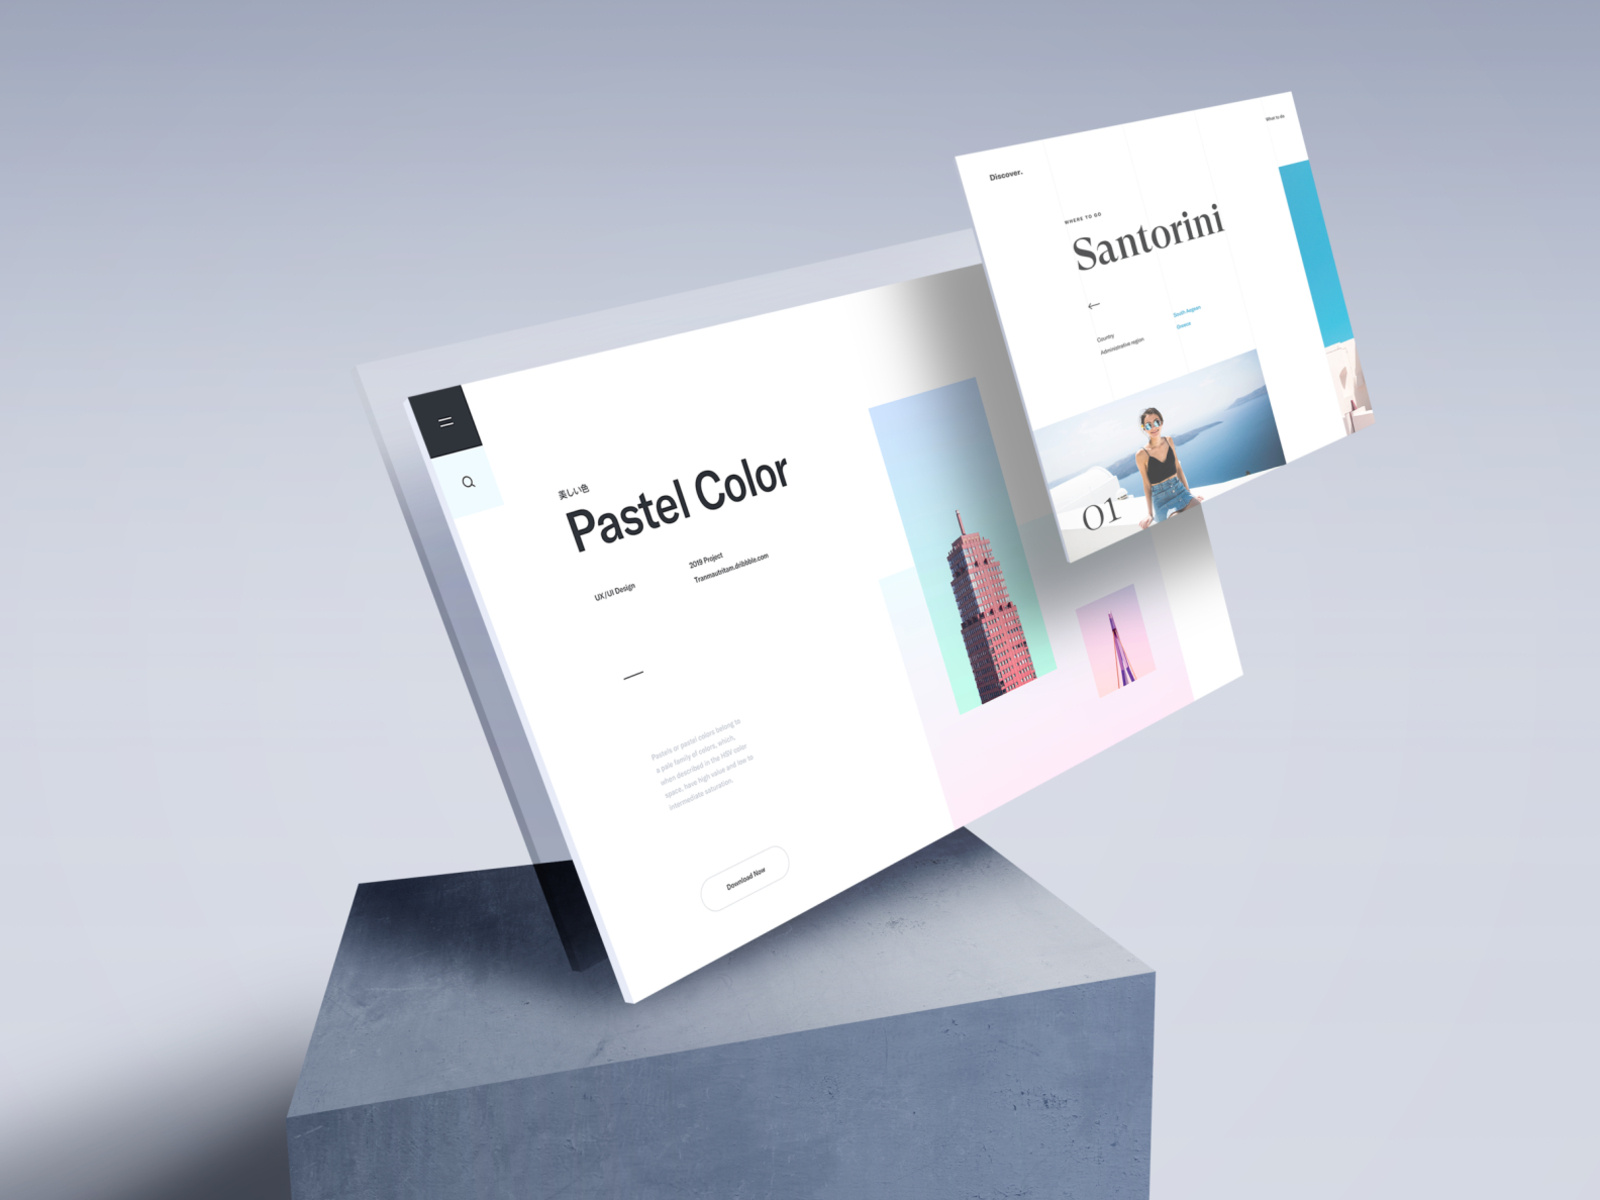 Discover.
What to do
WHERE TO GO
Santorini
South Aegean
Greece
Country
Administrative region
01
美しい色
Pastel Color
2019 Project
UX/UI Design
Tranmautritam.dribbble.com
Pastels or pastel colors belong to
a pale family of colors, which,
when described in the HSV color
space, have high value and low to
intermediate saturation.
Download Now